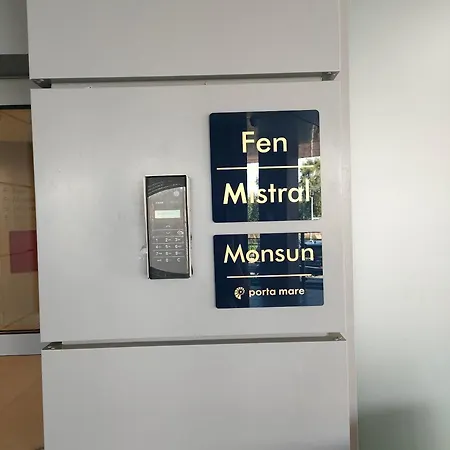 Fen
Mistral
Monsun
porta mare